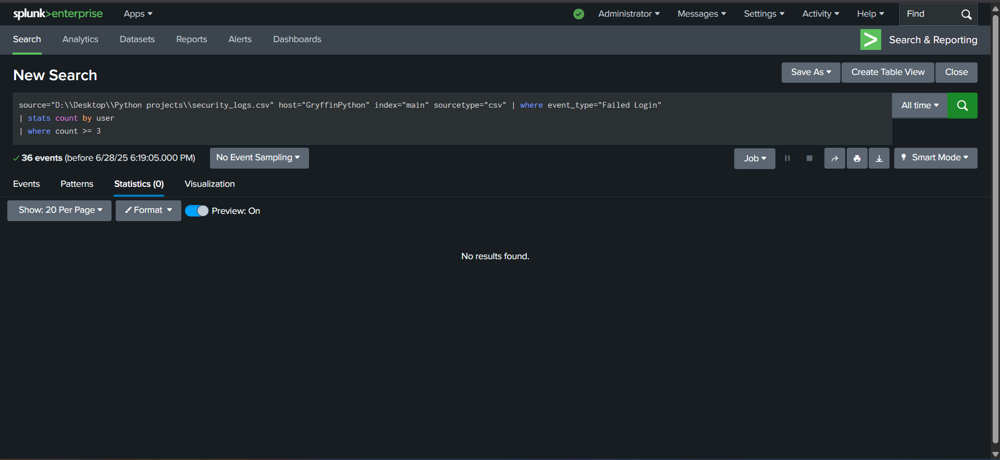 splunk>enterprise Apps Administrator Messages Settings Activity Help Find
Search Analytics Datasets Reports Alerts Dashboards Search & Reporting
New Search Save As Create Table View Close
source="D:\\Desktop\\Python projects\\security_logs.csv" host="GryffinPython" index="main" sourcetype="csv" | where event_type="Failed Login" All time
| stats count by user
| where count >= 3
36 events (before 6/28/25 6:19:05.000 PM) No Event Sampling Job Smart Mode
Events Patterns Statistics (0) Visualization
Show: 20 Per Page Format Preview: On
No results found.